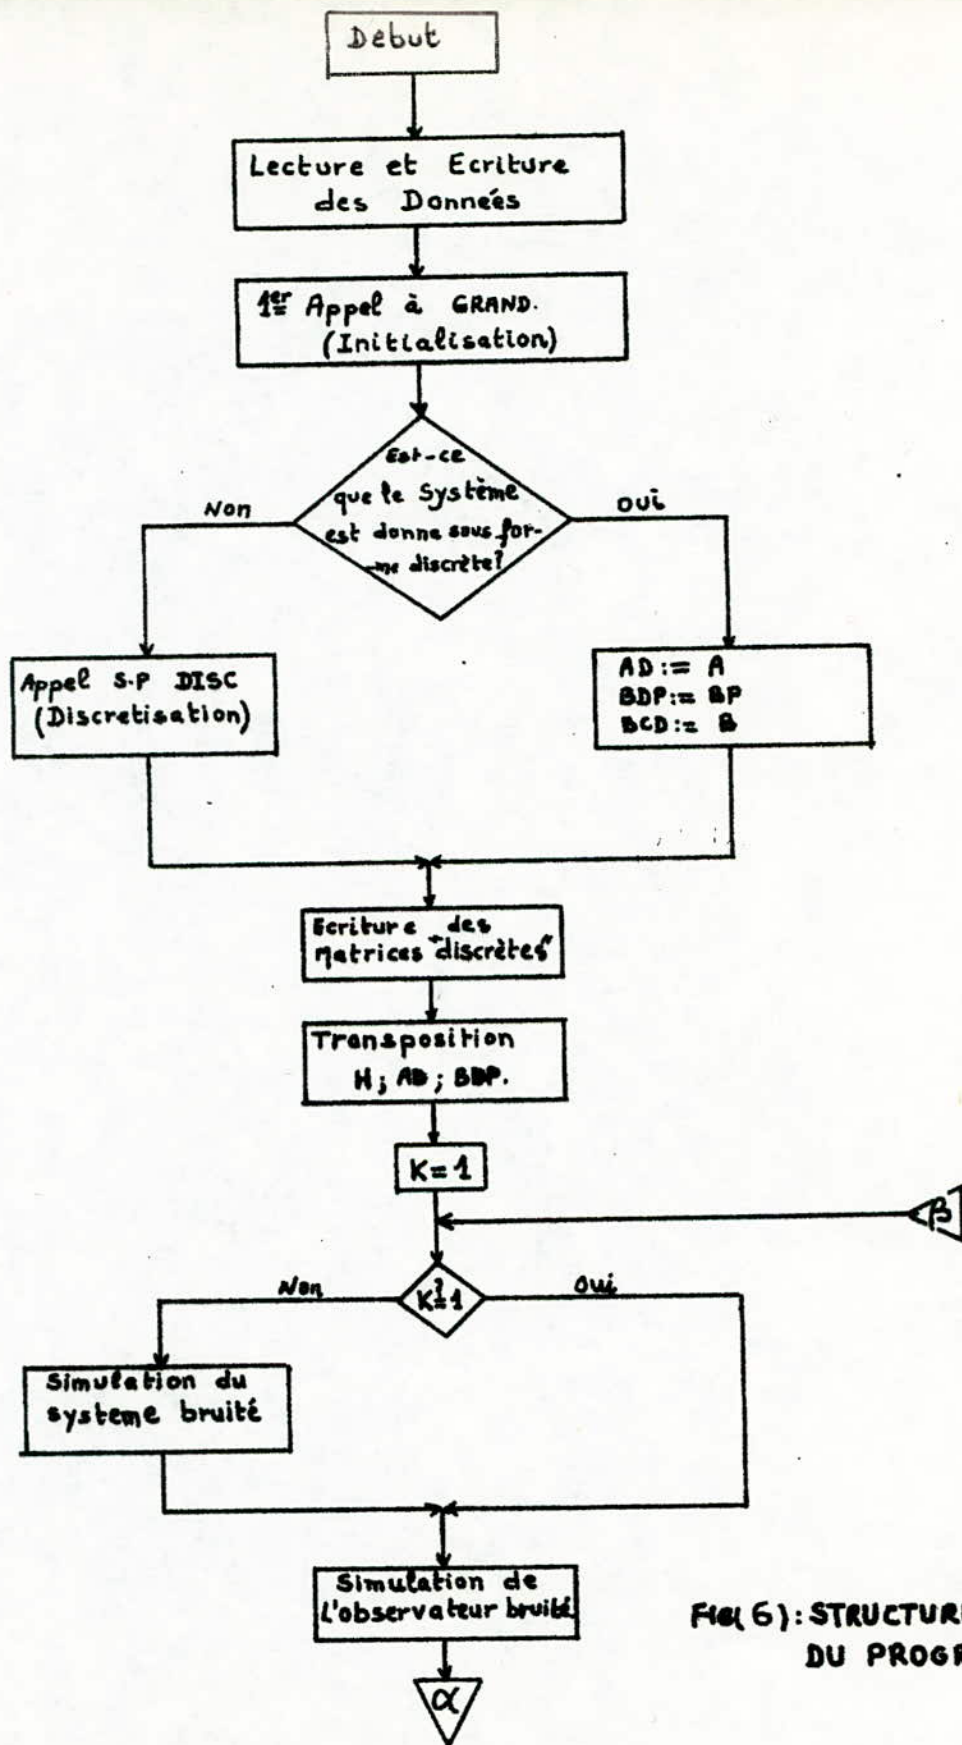 Début
Lecture et Ecriture
des Données
1er Appel à GRAND.
(Initialisation)
Est-ce
que le Système
est donne sous for-
-me discrète?
Non
OUI
Appel S.P DISC
(Discretisation)
AD := A
BDP := BP
BCD := B
Ecriture des
Matrices "discrètes"
Transposition
H ; AD ; BDP.
K = 1
β
K ?= 1
Non
OUI
Simulation du
systeme bruité
Simulation de
L'observateur bruité
α
FIG( 6 ) : STRUCTURE
DU PROGR